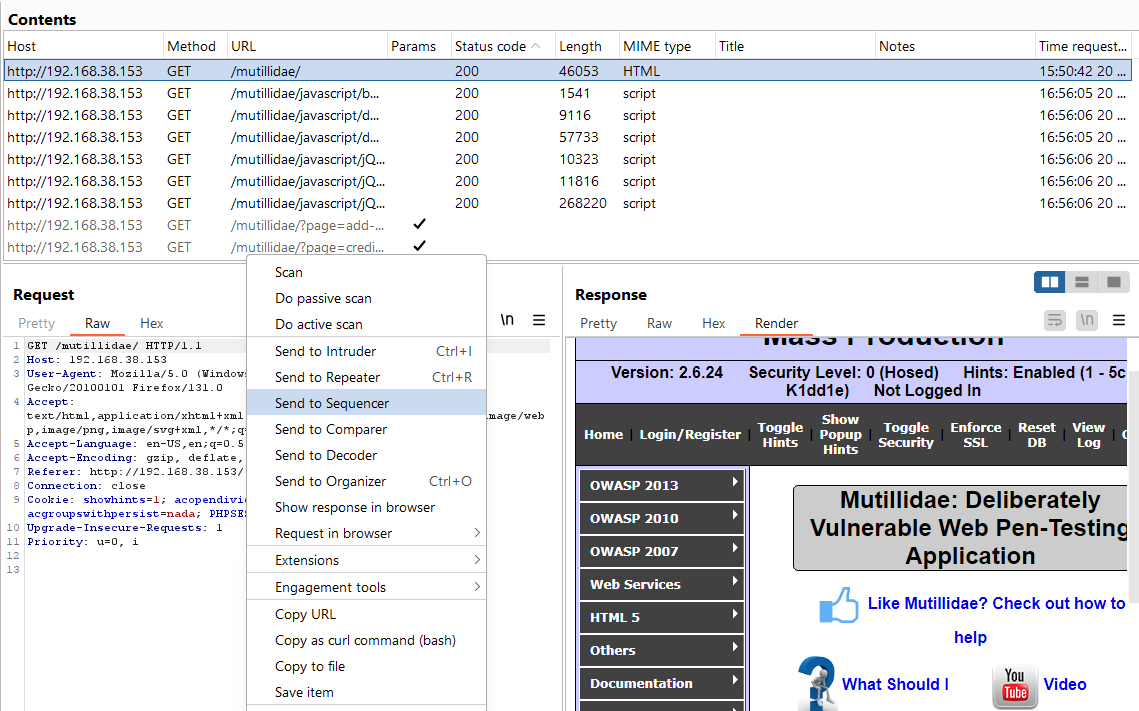 Contents
Host Method URL Params Status code Length MIME type Title Notes Time request...
http://192.168.38.153 GET /mutillidae/ 200 46053 HTML 15:50:42 20 ...
http://192.168.38.153 GET /mutillidae/javascript/b... 200 1541 script 16:56:05 20 ...
http://192.168.38.153 GET /mutillidae/javascript/d... 200 9116 script 16:56:06 20 ...
http://192.168.38.153 GET /mutillidae/javascript/d... 200 57733 script 16:56:05 20 ...
http://192.168.38.153 GET /mutillidae/javascript/jQ... 200 10323 script 16:56:06 20 ...
http://192.168.38.153 GET /mutillidae/javascript/jQ... 200 11816 script 16:56:06 20 ...
http://192.168.38.153 GET /mutillidae/javascript/jQ... 200 268220 script 16:56:06 20 ...
http://192.168.38.153 GET /mutillidae/?page=add-... ✓
http://192.168.38.153 GET /mutillidae/?page=credi... ✓
Request
Pretty Raw Hex
\n
1 GET /mutillidae/ HTTP/1.1
2 Host: 192.168.38.153
3 User-Agent: Mozilla/5.0 (Windows
Gecko/20100101 Firefox/131.0
4 Accept:
text/html,application/xhtml+xml image/web
p,image/png,image/svg+xml,*/*;q=
5 Accept-Language: en-US,en;q=0.5
6 Accept-Encoding: gzip, deflate,
7 Referer: http://192.168.38.153/
8 Connection: close
9 Cookie: showhints=1; acopendivid
acgroupswithpersist=nada; PHPSES
10 Upgrade-Insecure-Requests: 1
11 Priority: u=0, i
12
13
Scan
Do passive scan
Do active scan
Send to Intruder Ctrl+I
Send to Repeater Ctrl+R
Send to Sequencer
Send to Comparer
Send to Decoder
Send to Organizer Ctrl+O
Show response in browser
Request in browser
Extensions
Engagement tools
Copy URL
Copy as curl command (bash)
Copy to file
Save item
Response
Pretty Raw Hex Render
\n
Mass Production
Version: 2.6.24 Security Level: 0 (Hosed) Hints: Enabled (1 - 5c
K1dd1e) Not Logged In
Home Login/Register Toggle Hints Show Popup Hints Toggle Security Enforce SSL Reset DB View Log
OWASP 2013
OWASP 2010
OWASP 2007
Web Services
HTML 5
Others
Documentation
Mutillidae: Deliberately
Vulnerable Web Pen-Testing
Application
Like Mutillidae? Check out how to
help
What Should I
You
Tube
Video